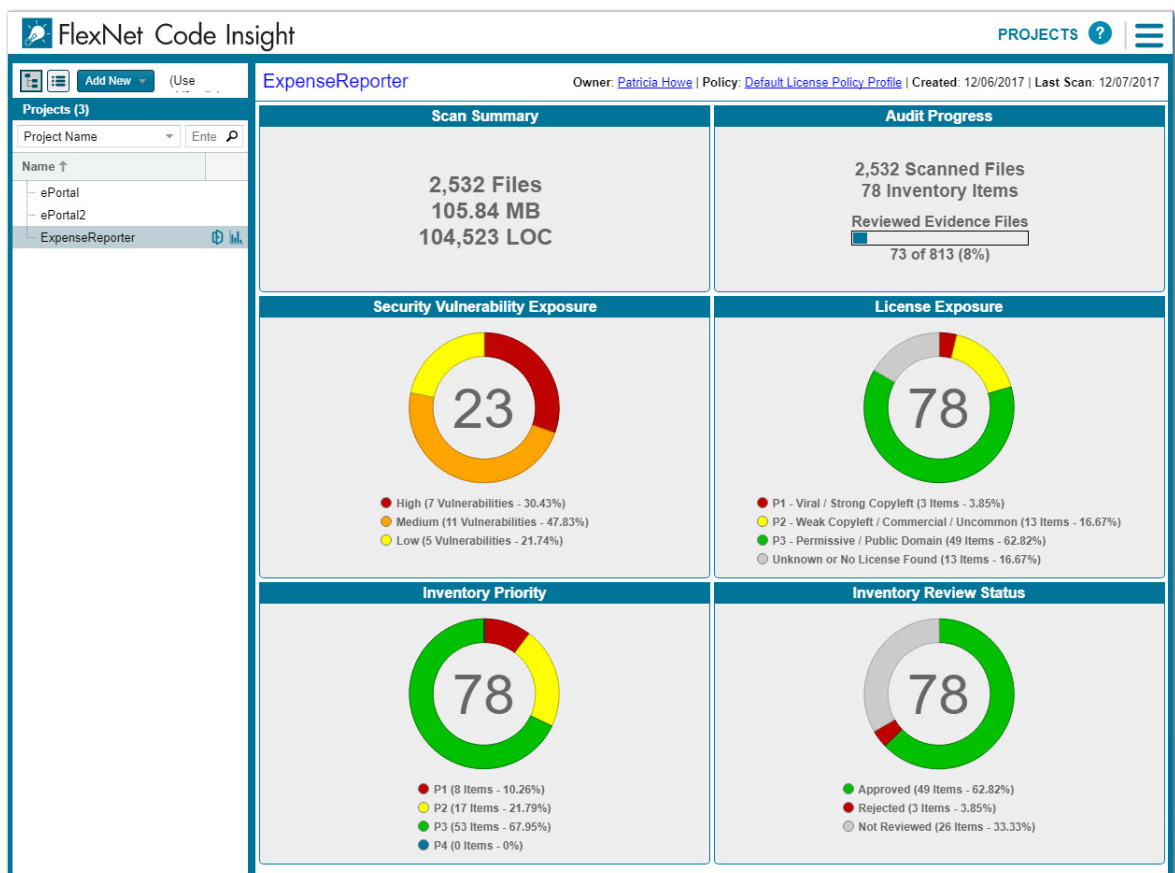 FlexNet Code Insight
PROJECTS ?
Add New
(Use
Projects (3)
Project Name
Ente
Name ↑
ePortal
ePortal2
ExpenseReporter
ExpenseReporter
Owner: Patricia Howe | Policy: Default License Policy Profile | Created: 12/06/2017 | Last Scan: 12/07/2017
Scan Summary
2,532 Files
105.84 MB
104,523 LOC
Audit Progress
2,532 Scanned Files
78 Inventory Items
Reviewed Evidence Files
73 of 813 (8%)
Security Vulnerability Exposure
23
High (7 Vulnerabilities - 30.43%)
Medium (11 Vulnerabilities - 47.83%)
Low (5 Vulnerabilities - 21.74%)
License Exposure
78
P1 - Viral / Strong Copyleft (3 Items - 3.85%)
P2 - Weak Copyleft / Commercial / Uncommon (13 Items - 16.67%)
P3 - Permissive / Public Domain (49 Items - 62.82%)
Unknown or No License Found (13 Items - 16.67%)
Inventory Priority
78
P1 (8 Items - 10.26%)
P2 (17 Items - 21.79%)
P3 (53 Items - 67.95%)
P4 (0 Items - 0%)
Inventory Review Status
78
Approved (49 Items - 62.82%)
Rejected (3 Items - 3.85%)
Not Reviewed (26 Items - 33.33%)